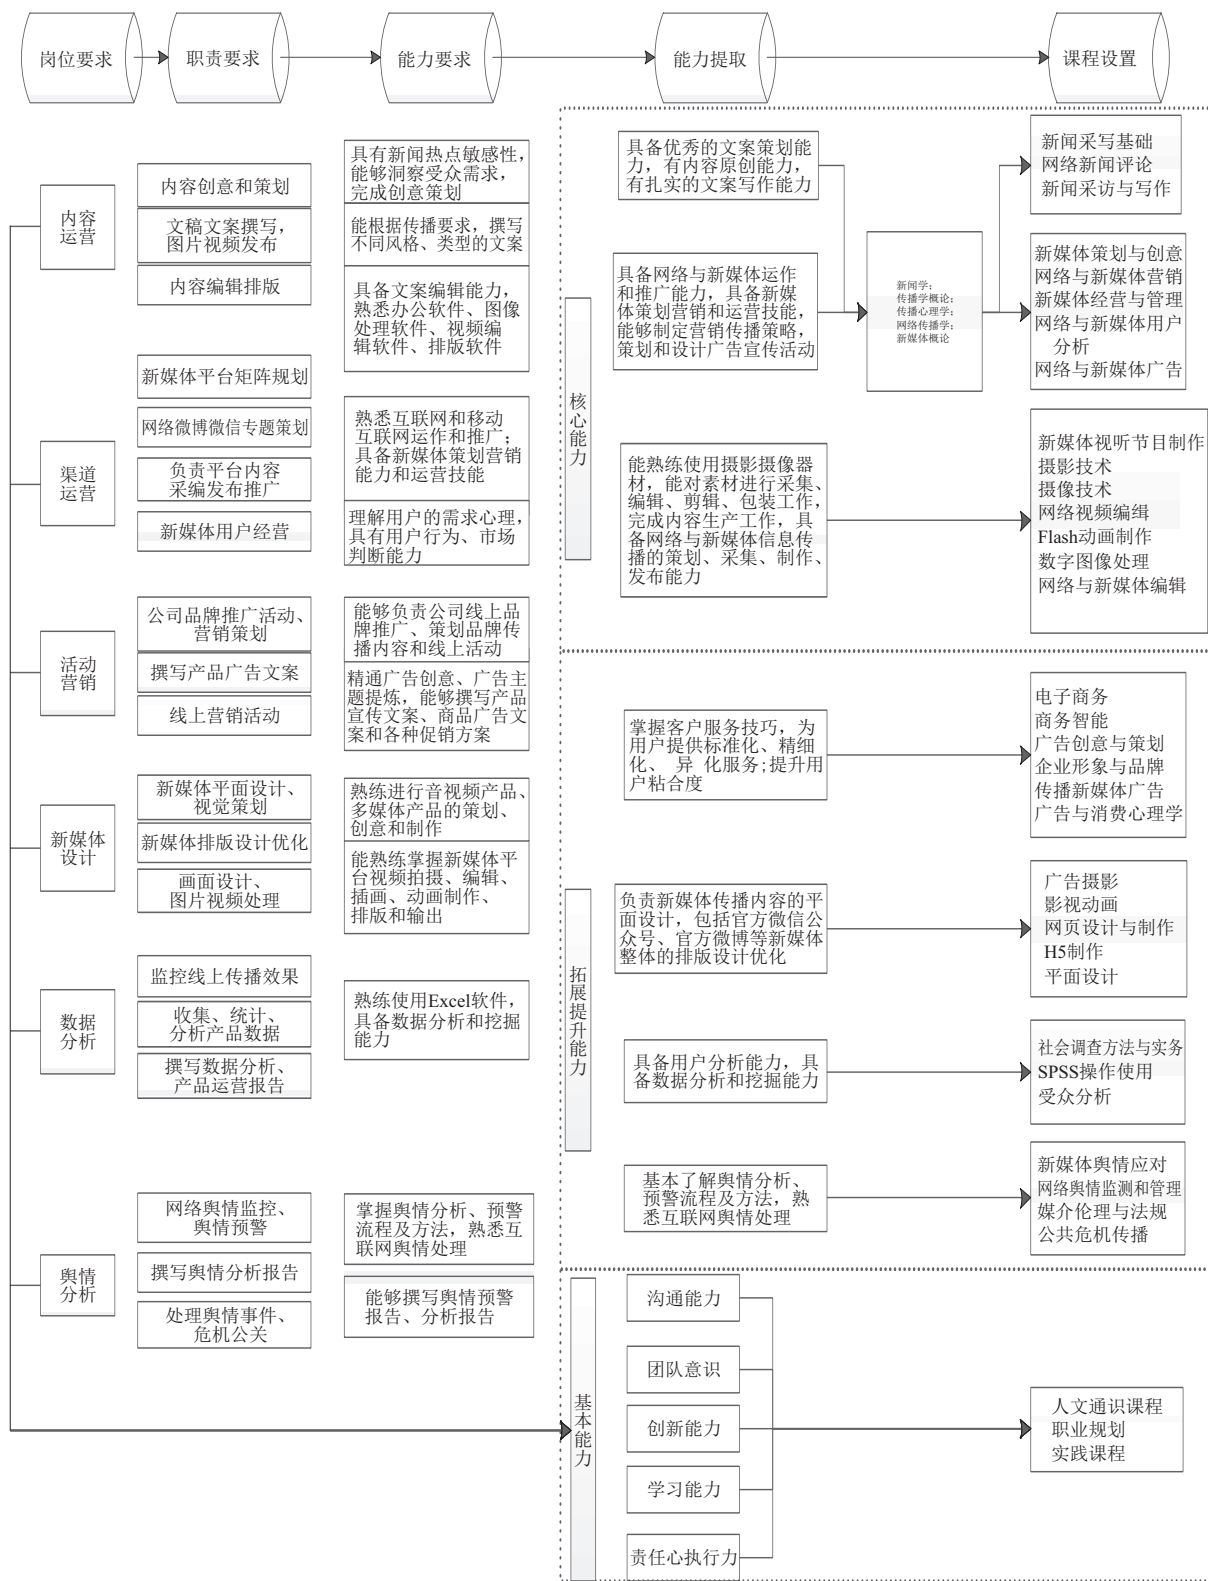 岗位要求
职责要求
能力要求
能力提取
课程设置
内容
运营
内容创意和策划
文稿文案撰写，
图片视频发布
内容编辑排版
具有新闻热点敏感性，
能够洞察受众需求，
完成创意策划
能根据传播要求，撰写
不同风格、类型的文案
具备文案编辑能力，
熟悉办公软件、图像
处理软件、视频编
辑软件、排版软件
渠道
运营
新媒体平台矩阵规划
网络微博微信专题策划
负责平台内容
采编发布推广
新媒体用户经营
熟悉互联网和移动
互联网运作和推广；
具备新媒体策划营销
能力和运营技能
理解用户的需求心理，
具有用户行为、市场
判断能力
活动
营销
公司品牌推广活动、
营销策划
撰写产品广告文案
线上营销活动
能够负责公司线上品
牌推广、策划品牌传
播内容和线上活动
精通广告创意、广告主
题提炼，能够撰写产品
宣传文案、商品广告文
案和各种促销方案
新媒体
设计
新媒体平面设计、
视觉策划
新媒体排版设计优化
画面设计、
图片视频处理
熟练进行音视频产品、
多媒体产品的策划、
创意和制作
能熟练掌握新媒体平
台视频拍摄、编辑、
插画、动画制作、
排版和输出
数据
分析
监控线上传播效果
收集、统计、
分析产品数据
撰写数据分析、
产品运营报告
熟练使用Excel软件，
具备数据分析和挖掘
能力
舆情
分析
网络舆情监控、
舆情预警
撰写舆情分析报告
处理舆情事件、
危机公关
掌握舆情分析、预警
流程及方法，熟悉互
联网舆情处理
能够撰写舆情预警
报告、分析报告
核心能力
具备优秀的文案策划能
力，有内容原创能力，
有扎实的文案写作能力
具备网络与新媒体运作
和推广能力，具备新媒
体策划营销和运营技能，
能够制定营销传播策略，
策划和设计广告宣传活动
新闻学；
传播学概论；
传播心理学；
网络传播学；
新媒体概论
新闻采写基础
网络新闻评论
新闻采访与写作
新媒体策划与创意
网络与新媒体营销
新媒体经营与管理
网络与新媒体用户
分析
网络与新媒体广告
能熟练使用摄影摄像器
材，能对素材进行采集、
编辑、剪辑、包装工作，
完成内容生产工作，具
备网络与新媒体信息传
播的策划、采集、制作、
发布能力
新媒体视听节目制作
摄影技术
摄像技术
网络视频编缉
Flash动画制作
数字图像处理
网络与新媒体编辑
拓展提升能力
掌握客户服务技巧，为
用户提供标准化、精细
化、 异 化服务；提升用
户粘合度
电子商务
商务智能
广告创意与策划
企业形象与品牌
传播新媒体广告
广告与消费心理学
负责新媒体传播内容的平
面设计，包括官方微信公
众号、官方微博等新媒体
整体的排版设计优化
广告摄影
影视动画
网页设计与制作
H5制作
平面设计
具备用户分析能力，具
备数据分析和挖掘能力
社会调查方法与实务
SPSS操作使用
受众分析
基本了解舆情分析、
预警流程及方法，熟
悉互联网舆情处理
新媒体舆情应对
网络舆情监测和管理
媒介伦理与法规
公共危机传播
基本能力
沟通能力
团队意识
创新能力
学习能力
责任心执行力
人文通识课程
职业规划
实践课程